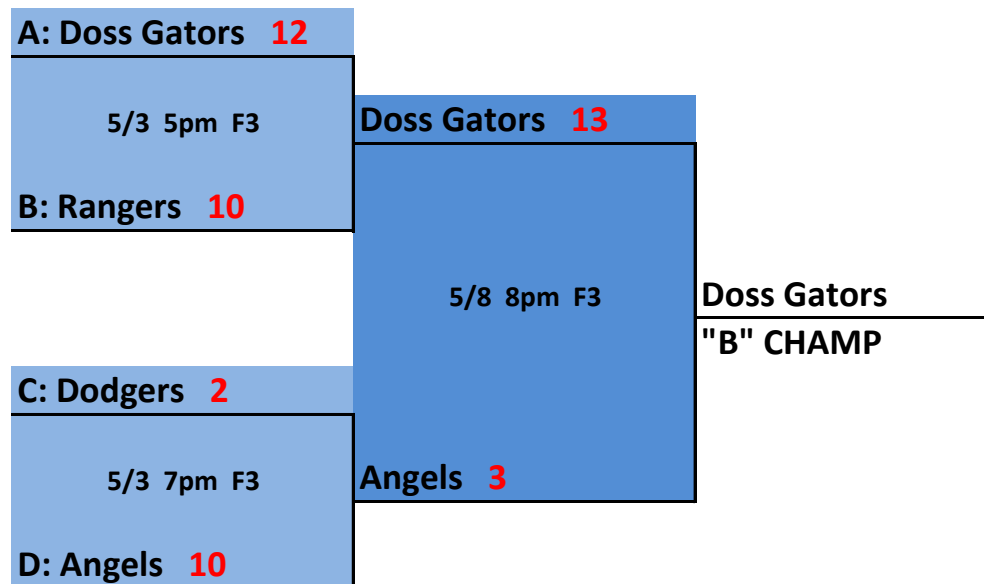 A: Doss Gators 12
5/3 5pm F3
B: Rangers 10
Doss Gators 13
5/8 8pm F3
Doss Gators
"B" CHAMP
C: Dodgers 2
5/3 7pm F3
D: Angels 10
Angels 3